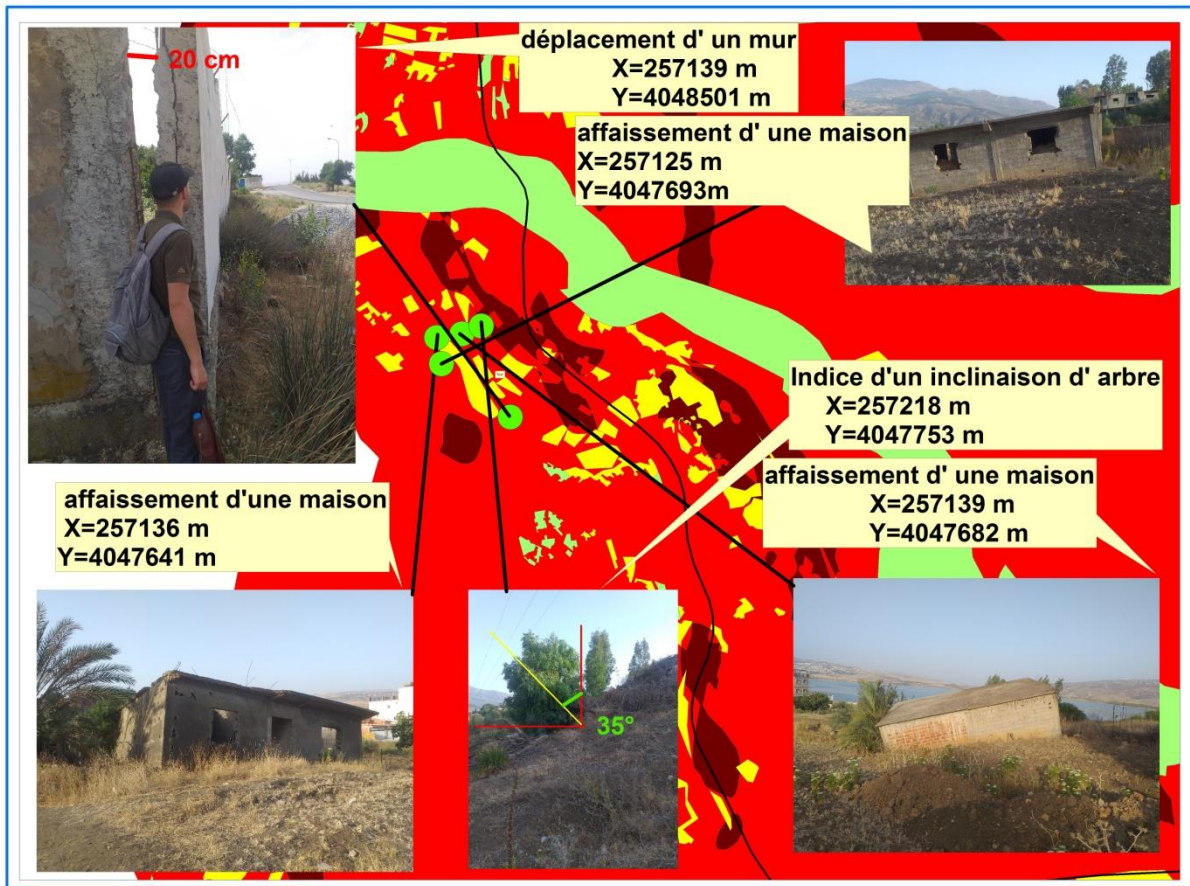 20 cm
déplacement d' un mur
X=257139 m
Y=4048501 m
affaissement d' une maison
X=257125 m
Y=4047693m
Indice d'un inclinaison d' arbre
X=257218 m
Y=4047753 m
affaissement d'une maison
X=257136 m
Y=4047641 m
affaissement d' une maison
X=257139 m
Y=4047682 m
35°